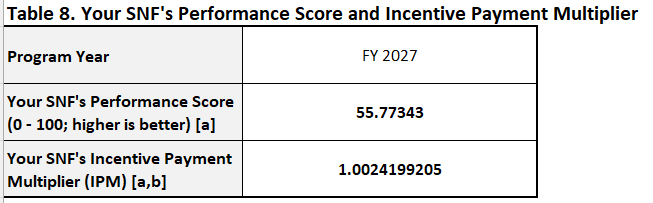 Table 8. Your SNF's Performance Score and Incentive Payment Multiplier
Program Year
FY 2027
Your SNF's Performance Score
(0 - 100; higher is better) [a]
55.77343
Your SNF's Incentive Payment
Multiplier (IPM) [a,b]
1.0024199205